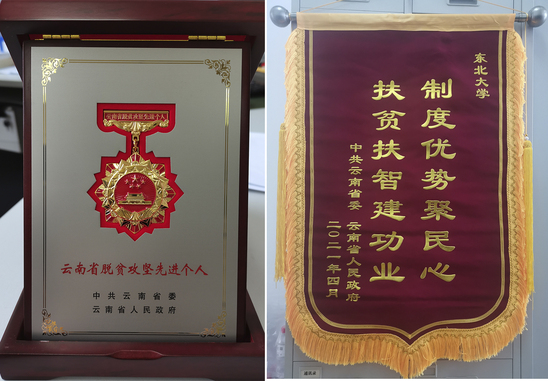 云南省脱贫攻坚先进个人
云南省脱贫攻坚先进个人
中共云南省委
云南省人民政府
东北大学
制度优势聚民心
扶贫扶智建功业
中共云南省委 云南省人民政府
二〇二一年四月